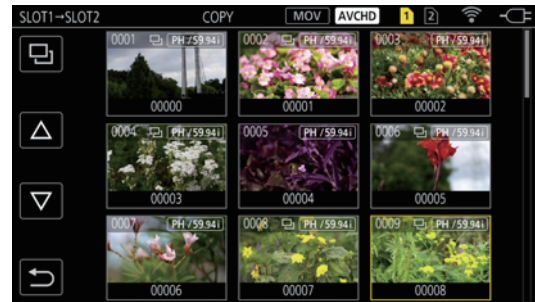 SLOT1→SLOT2 COPY MOV AVCHD 1 2
0001 PH/59.94i 0002 PH/59.94i 0003 PH/59.94i
00000 00001 00002
0004 PH/59.94i 0005 PH/59.94i 0006 PH/59.94i
00003 00004 00005
0007 PH/59.94i 0008 PH/59.94i 0009 PH/59.94i
00006 00007 00008